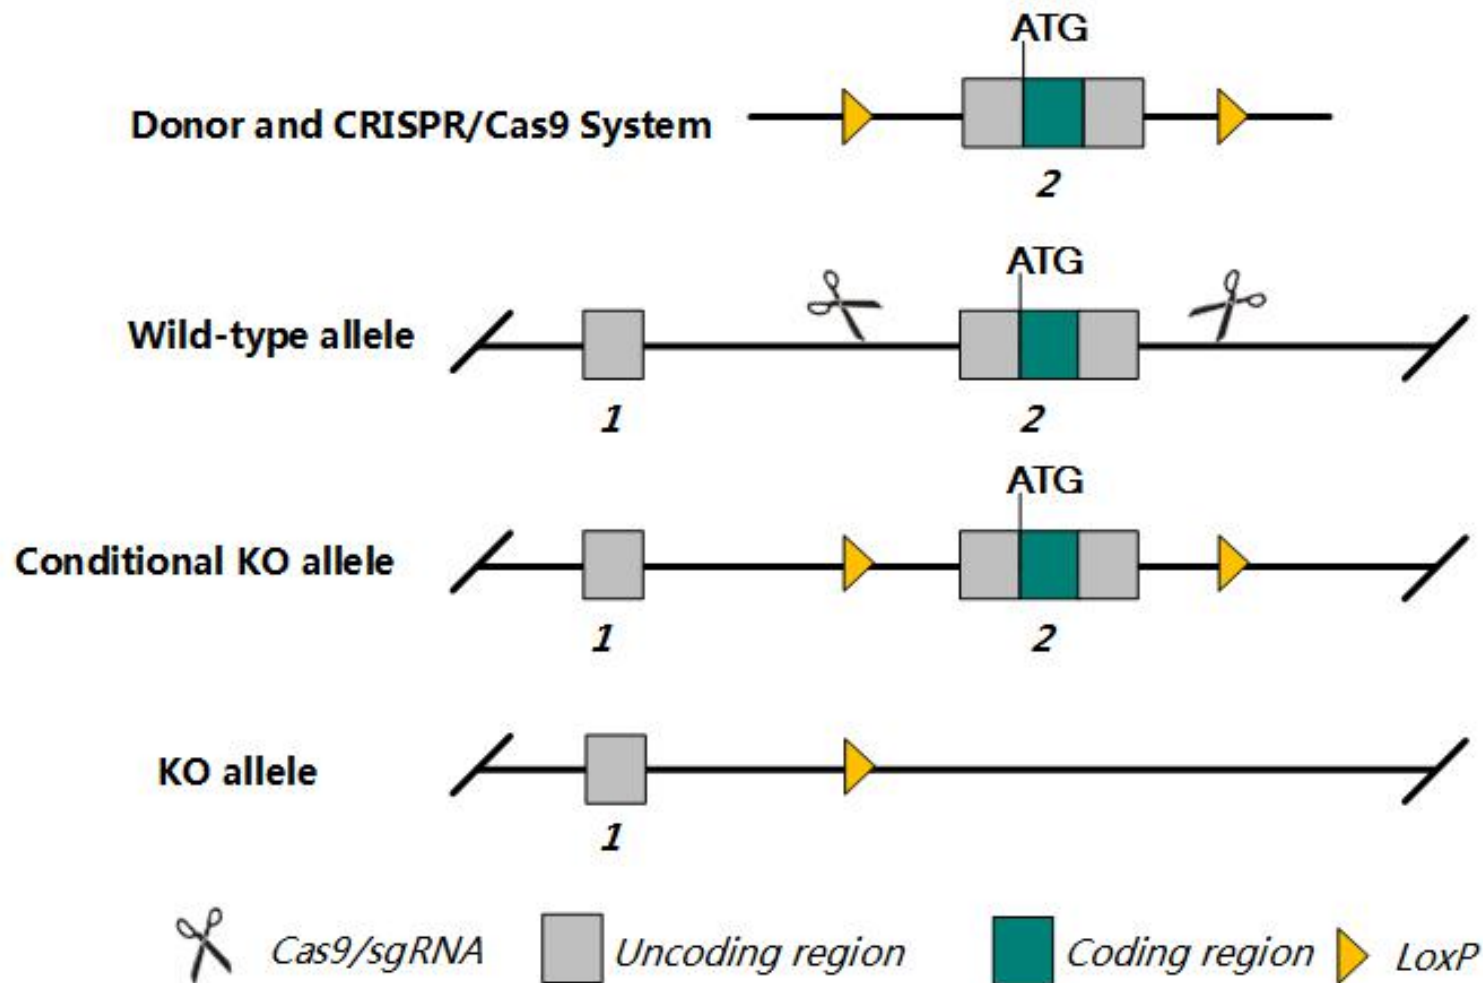 ATG
Donor and CRISPR/Cas9 System
2
ATG
Wild-type allele
1 2
ATG
Conditional KO allele
1 2
KO allele
1
Cas9/sgRNA Uncoding region Coding region LoxP